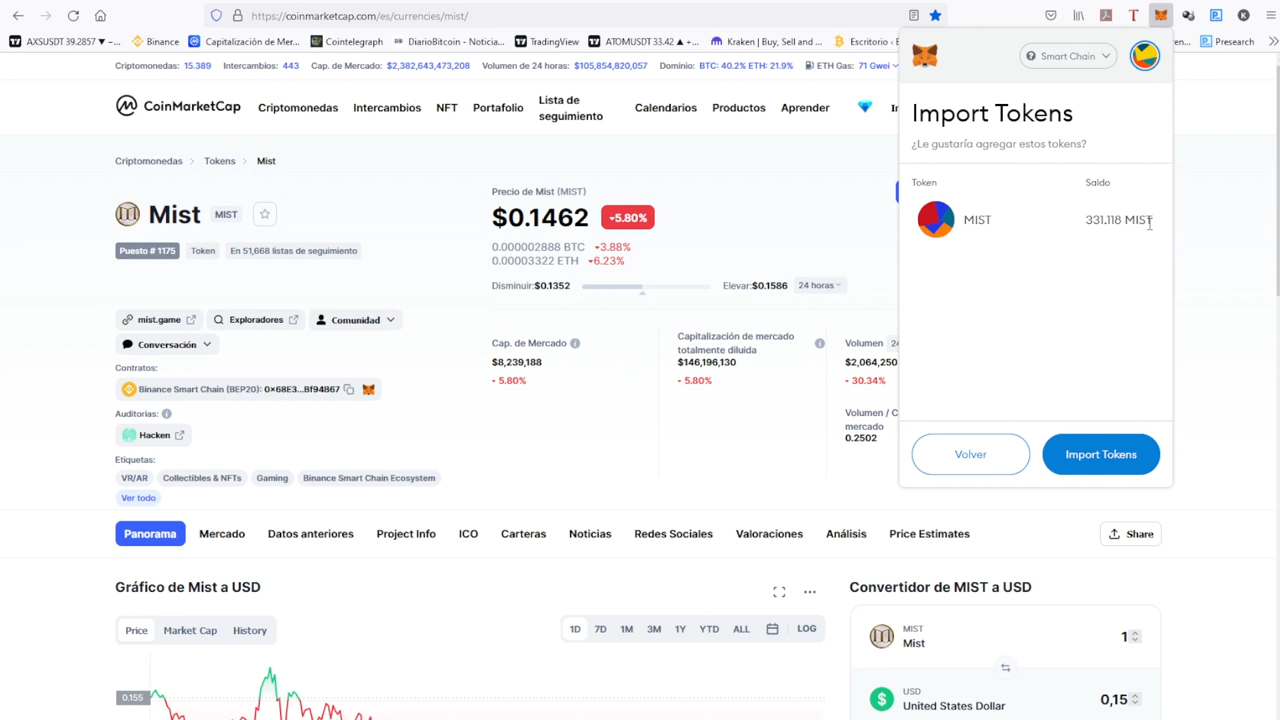 https://coinmarketcap.com/es/currencies/mist/
AXSUSDT 39.2857 ▼ −...
Binance
Capitalización de Mer...
Cointelegraph
DiarioBitcoin - Noticia...
TradingView
ATOMUSDT 33.42 ▲ +...
Kraken | Buy, Sell and ...
Escritorio
en...
Presearch
Criptomonedas: 15.389
Intercambios: 443
Cap. de Mercado: $2,382,643,473,208
Volumen de 24 horas: $105,854,820,057
Dominio: BTC: 40.2% ETH: 21.9%
ETH Gas: 71 Gwei
CoinMarketCap
Criptomonedas
Intercambios
NFT
Portafolio
Lista de
seguimiento
Calendarios
Productos
Aprender
Criptomonedas
Tokens
Mist
Mist MIST
Puesto # 1175
Token
En 51,668 listas de seguimiento
mist.game
Exploradores
Comunidad
Conversación
Contratos:
Binance Smart Chain (BEP20): 0x68E3...Bf94B67
Auditorias:
Hacken
Etiquetas:
VR/AR
Collectibles & NFTs
Gaming
Binance Smart Chain Ecosystem
Ver todo
Precio de Mist (MIST)
$0.1462
5.80%
0.000002888 BTC 3.88%
0.00003322 ETH 6.23%
Disminuir:$0.1352
Elevar:$0.1586
24 horas
Cap. de Mercado
$8,239,188
5.80%
Capitalización de mercado
totalmente diluida
$146,196,130
5.80%
Volumen 24
$2,064,250
30.34%
Volumen / C
mercado
0.2502
Smart Chain
Import Tokens
¿Le gustaría agregar estos tokens?
Token
Saldo
MIST
331.118 MIST
Volver
Import Tokens
Panorama
Mercado
Datos anteriores
Project Info
ICO
Carteras
Noticias
Redes Sociales
Valoraciones
Análisis
Price Estimates
Share
Gráfico de Mist a USD
Price
Market Cap
History
1D
7D
1M
3M
1Y
YTD
ALL
LOG
0.155
Convertidor de MIST a USD
MIST
Mist
1
USD
United States Dollar
0,15